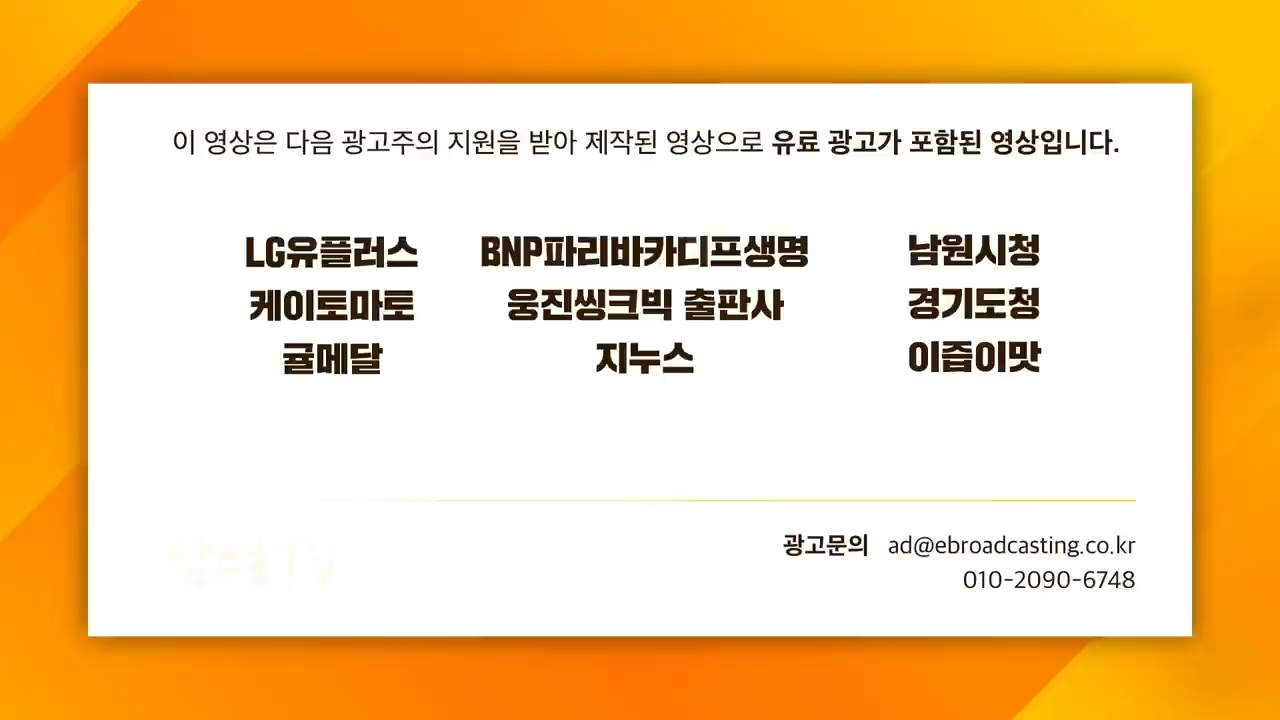 이 영상은 다음 광고주의 지원을 받아 제작된 영상으로 유료 광고가 포함된 영상입니다.
LG유플러스 BNP파리바카디프생명 남원시청
케이토마토 웅진씽크빅 출판사 경기도청
귤메달 지누스 이즙이맛
광고문의 ad@ebroadcasting.co.kr
010-2090-6748